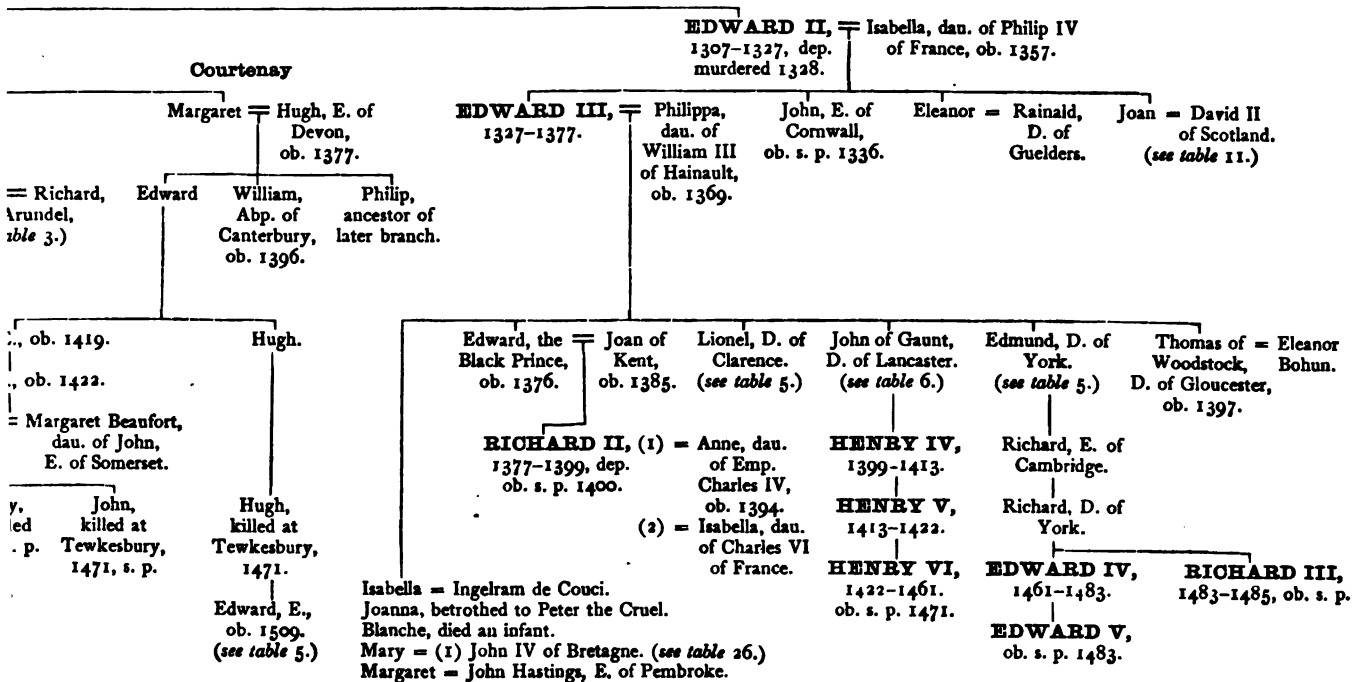 EDWARD II, = Isabella, dau. of Philip IV
1307–1327, dep. of France, ob. 1357.
murdered 1328.
Courtenay
Margaret = Hugh, E. of
Devon,
ob. 1377.
EDWARD III, = Philippa,
1327–1377. dau. of
William III
of Hainault,
ob. 1369.
John, E. of
Cornwall,
ob. s. p. 1336.
Eleanor = Rainald,
D. of
Guelders.
Joan = David II
of Scotland.
(see table 11.)
= Richard,
Arundel,
able 3.)
Edward
William,
Abp. of
Canterbury,
ob. 1396.
Philip,
ancestor of
later branch.
., ob. 1419.
., ob. 1422.
= Margaret Beaufort,
dau. of John,
E. of Somerset.
Hugh.
Edward, the = Joan of
Black Prince, Kent,
ob. 1376. ob. 1385.
Lionel, D. of
Clarence.
(see table 5.)
John of Gaunt,
D. of Lancaster.
(see table 6.)
Edmund, D. of
York.
(see table 5.)
Thomas of = Eleanor
Woodstock, Bohun.
D. of Gloucester,
ob. 1397.
RICHARD II, (1) = Anne, dau.
1377–1399, dep. of Emp.
ob. s. p. 1400. Charles IV,
ob. 1394.
(2) = Isabella, dau.
of Charles VI
of France.
HENRY IV,
1399–1413.
HENRY V,
1413–1422.
HENRY VI,
1422–1461.
ob. s. p. 1471.
Richard, E. of
Cambridge.
Richard, D. of
York.
EDWARD IV,
1461–1483.
EDWARD V,
ob. s. p. 1483.
RICHARD III,
1483–1485, ob. s. p.
y,
led
. p.
John,
killed at
Tewkesbury,
1471, s. p.
Hugh,
killed at
Tewkesbury,
1471.
Edward, E.,
ob. 1509.
(see table 5.)
Isabella = Ingelram de Couci.
Joanna, betrothed to Peter the Cruel.
Blanche, died an infant.
Mary = (1) John IV of Bretagne. (see table 26.)
Margaret = John Hastings, E. of Pembroke.